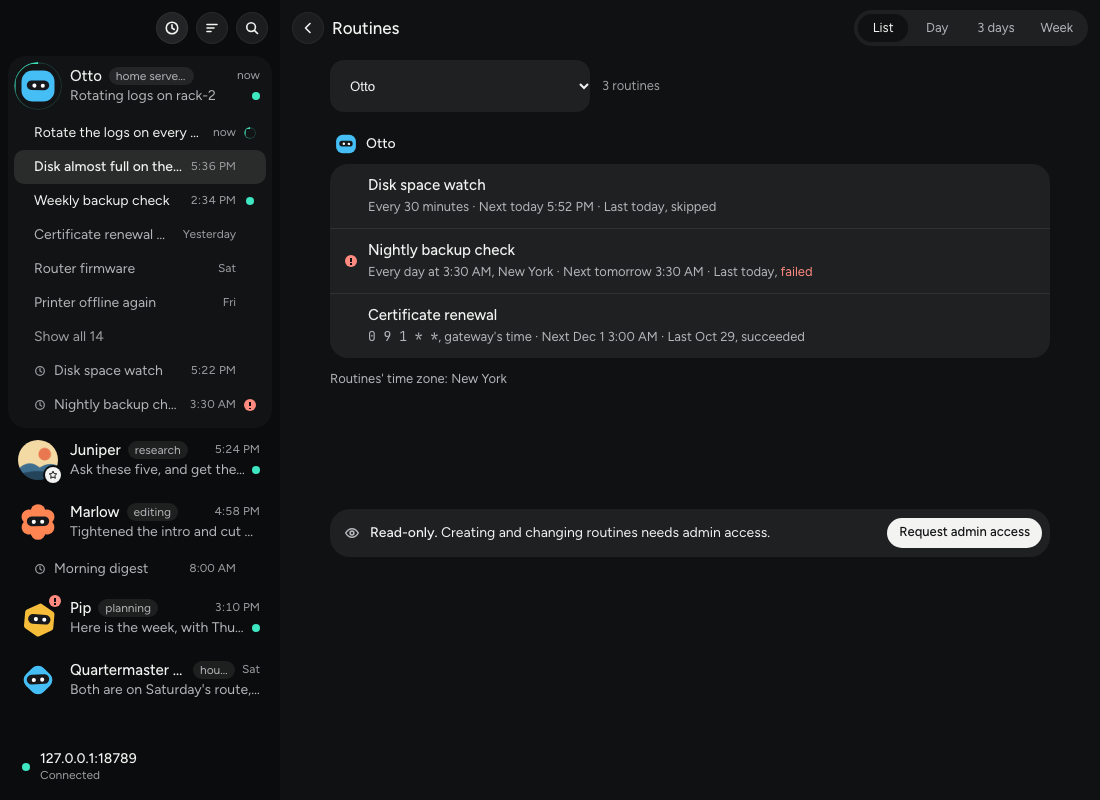 Routines
List Day 3 days Week
Otto home serve... now
Rotating logs on rack-2
Rotate the logs on every ... now
Disk almost full on the... 5:36 PM
Weekly backup check 2:34 PM
Certificate renewal ... Yesterday
Router firmware Sat
Printer offline again Fri
Show all 14
Disk space watch 5:22 PM
Nightly backup ch... 3:30 AM
Juniper research 5:24 PM
Ask these five, and get the...
Marlow editing 4:58 PM
Tightened the intro and cut ...
Morning digest 8:00 AM
Pip planning 3:10 PM
Here is the week, with Thu...
Quartermaster ... hou... Sat
Both are on Saturday's route,...
127.0.0.1:18789
Connected
Otto 3 routines
Otto
Disk space watch
Every 30 minutes · Next today 5:52 PM · Last today, skipped
Nightly backup check
Every day at 3:30 AM, New York · Next tomorrow 3:30 AM · Last today, failed
Certificate renewal
0 9 1 * *, gateway's time · Next Dec 1 3:00 AM · Last Oct 29, succeeded
Routines' time zone: New York
Read-only. Creating and changing routines needs admin access. Request admin access